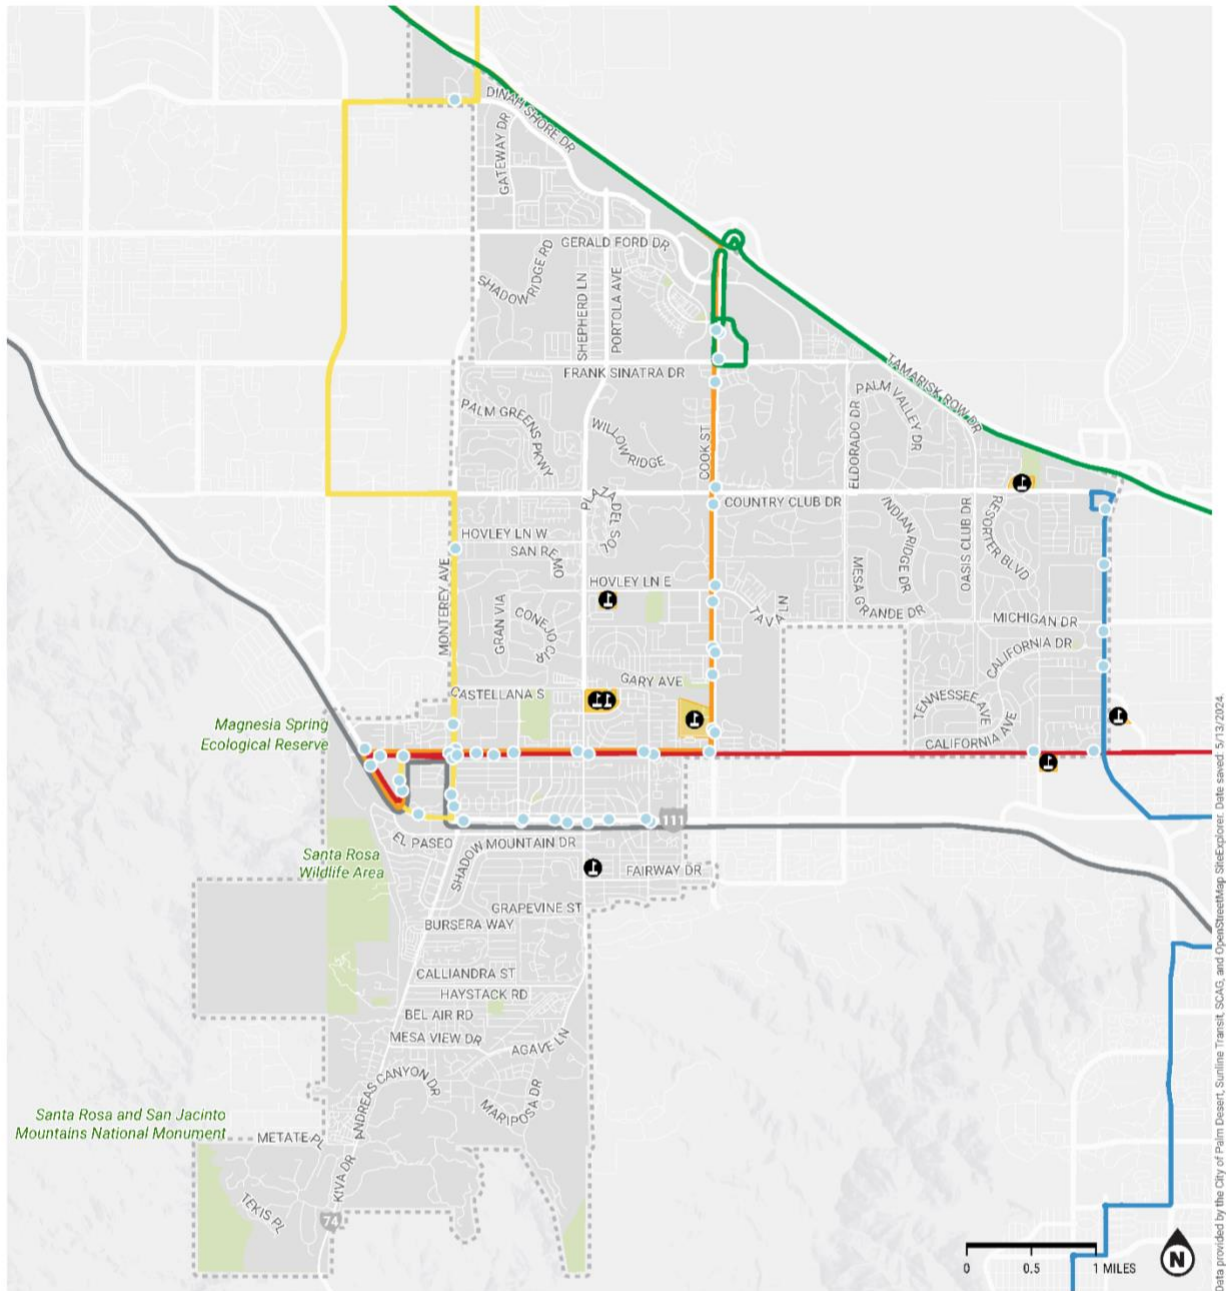 DINAH SHORE DR
GATEWAY DR
GERALD FORD DR
SHADOW RIDGE RD
SHEPHERD LN
PORTOLA AVE
FRANK SINATRA DR
TAMARISK ROW DR
PALM VALLEY DR
ELDORADO DR
PALM GREENS PKWY
WILLOW RIDGE
COOK ST
PLAZA DEL SOL
COUNTRY CLUB DR
INDIAN RIDGE DR
OASIS CLUB DR
RESORTER BLVD
HOVLEY LN W
SAN REMO
MONTEREY AVE
HOVLEY LN E
MESA GRANDE DR
TAVA LN
GRAN VIA
CONEJO CIR
MICHIGAN DR
CALIFORNIA DR
GARY AVE
CASTELLANA S
TENNESSEE AVE
CALIFORNIA AVE
CALIFORNIA AVE
Magnesia Spring
Ecological Reserve
111
EL PASEO
SHADOW MOUNTAIN DR
Santa Rosa
Wildlife Area
FAIRWAY DR
GRAPEVINE ST
BURSERA WAY
CALLIANDRA ST
HAYSTACK RD
BEL AIR RD
MESA VIEW DR
AGAVE LN
ANDREAS CANYON DR
MARIPOSA DR
Santa Rosa and San Jacinto
Mountains National Monument
METATE PL
KIVA DR
TEKIS PL
74
0 0.5 1 MILES
N
Data provided by the City of Palm Desert, Sunline Transit, SCAG, and OpenStreetMap SiteExplorer. Date saved: 5/13/2024.